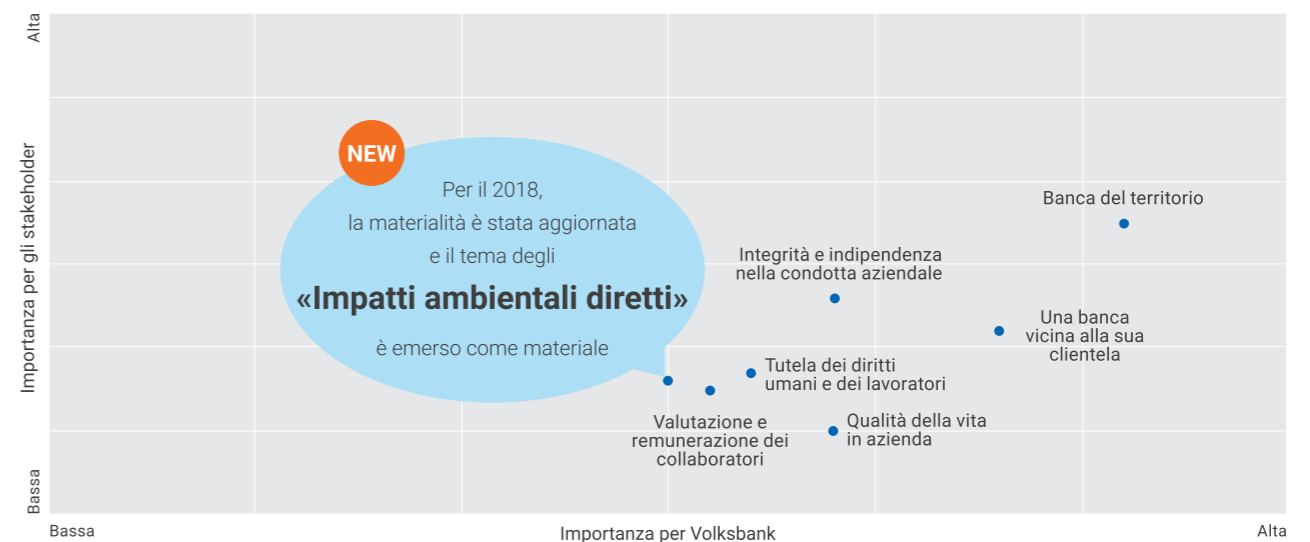 Alta
Importanza per gli stakeholder
Bassa
NEW
Per il 2018,
la materialità è stata aggiornata
e il tema degli
«Impatti ambientali diretti»
è emerso come materiale
Banca del territorio
Integrità e indipendenza
nella condotta aziendale
Una banca
vicina alla sua
clientela
Tutela dei diritti
umani e dei lavoratori
Valutazione e
remunerazione dei
collaboratori
Qualità della vita
in azienda
Bassa
Importanza per Volksbank
Alta